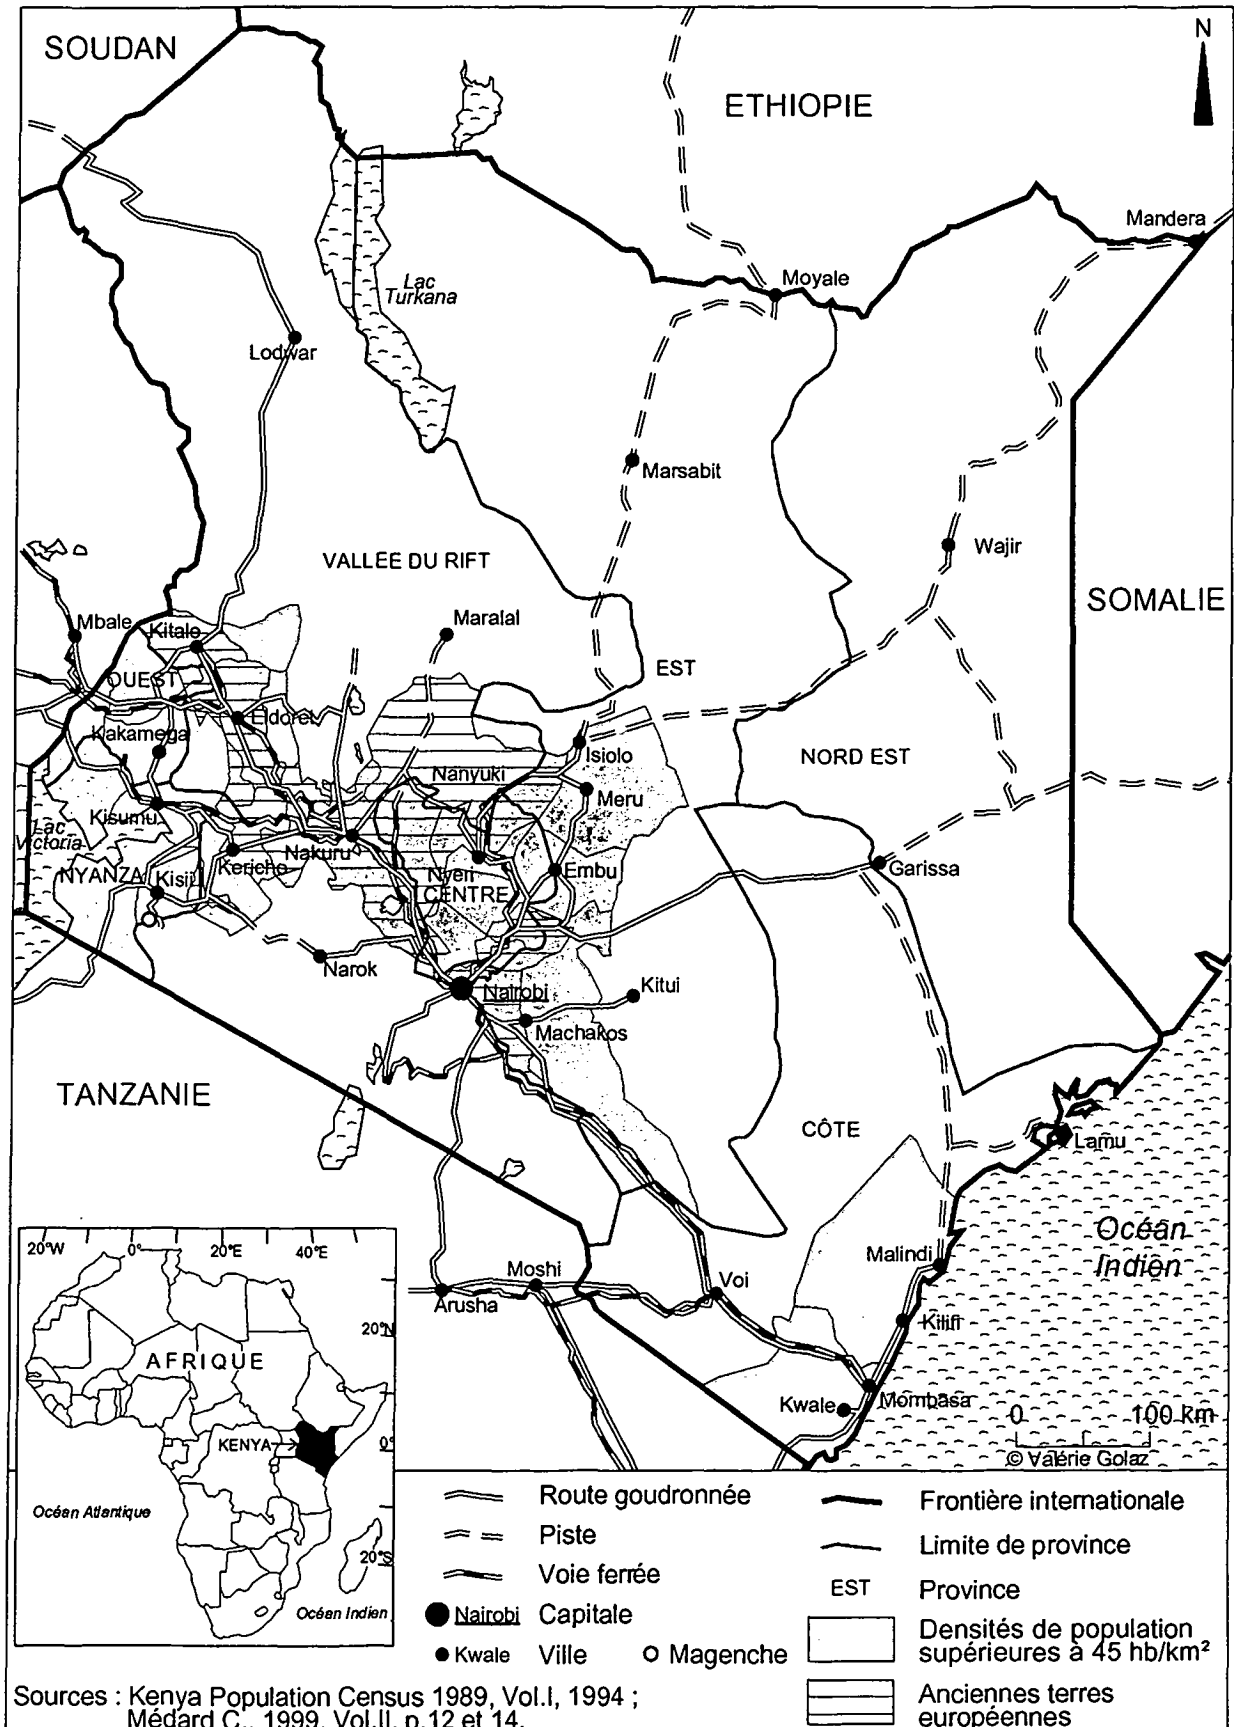 N
SOUDAN
ETHIOPIE
Mandera
Moyale
Lac
Turkana
Lodwar
Marsabit
Wajir
VALLEE DU RIFT
SOMALIE
Mbale
Kitale
Maralal
EST
OUEST
Eldoret
Kakamega
Isiolo
NORD EST
Nanyuki
Meru
Kisumu
Lac
Victoria
Nakuru
Kericho
Garissa
NYANZA
Kisii
Nyeri
Embu
CENTRE
Narok
Kitui
Nairobi
Machakos
TANZANIE
CÔTE
Lamu
Océan
Indien
Malindi
Moshi
Voi
Arusha
Kilifi
Kwale
Mombasa
0 100 km
© Valérie Golaz
20°W 0° 20°E 40°E
20°N
AFRIQUE
KENYA
0°
Océan Atlantique
20°S
Océan Indien
Route goudronnée
Piste
Voie ferrée
Nairobi Capitale
Kwale Ville Magenche
Frontière internationale
Limite de province
EST Province
Densités de population
supérieures à 45 hb/km²
Anciennes terres
européennes
Sources : Kenya Population Census 1989, Vol.I, 1994 ;
Médard C., 1999, Vol.II, p.12 et 14.